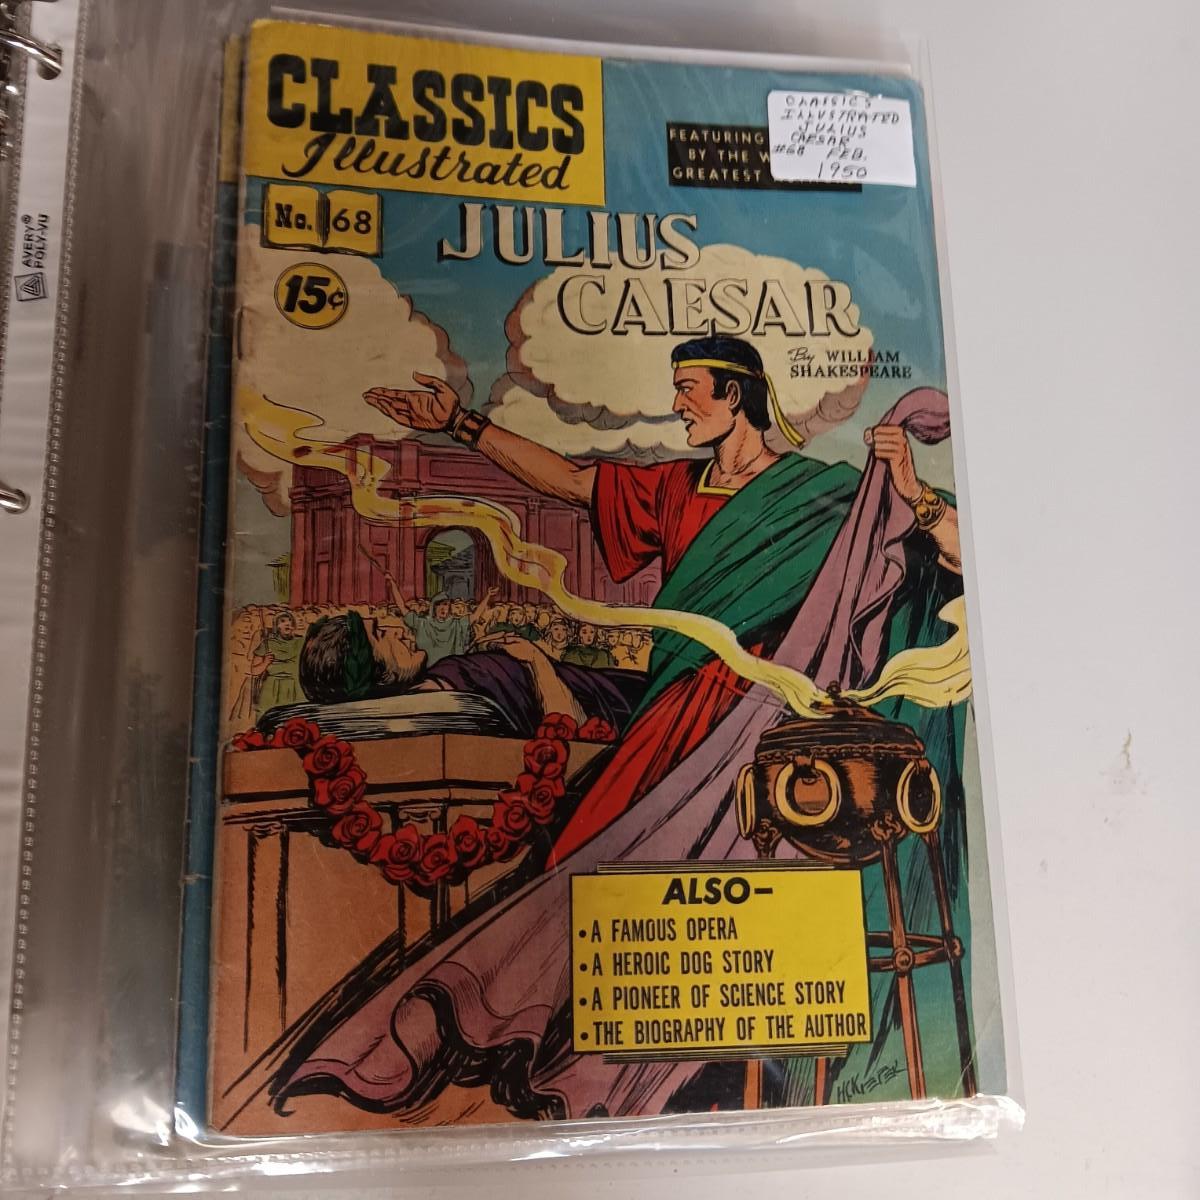 CLASSICS
Illustrated
FEATURING
BY THE W
GREATEST
CLASSICS
ILLUSTRATED
JULIUS
CAESAR
#68 FEB.
1950
No. 68
15¢
JULIUS
CAESAR
By WILLIAM
SHAKESPEARE
ALSO—
• A FAMOUS OPERA
• A HEROIC DOG STORY
• A PIONEER OF SCIENCE STORY
• THE BIOGRAPHY OF THE AUTHOR
HCKIEFER
AVERY®
POLY-VU